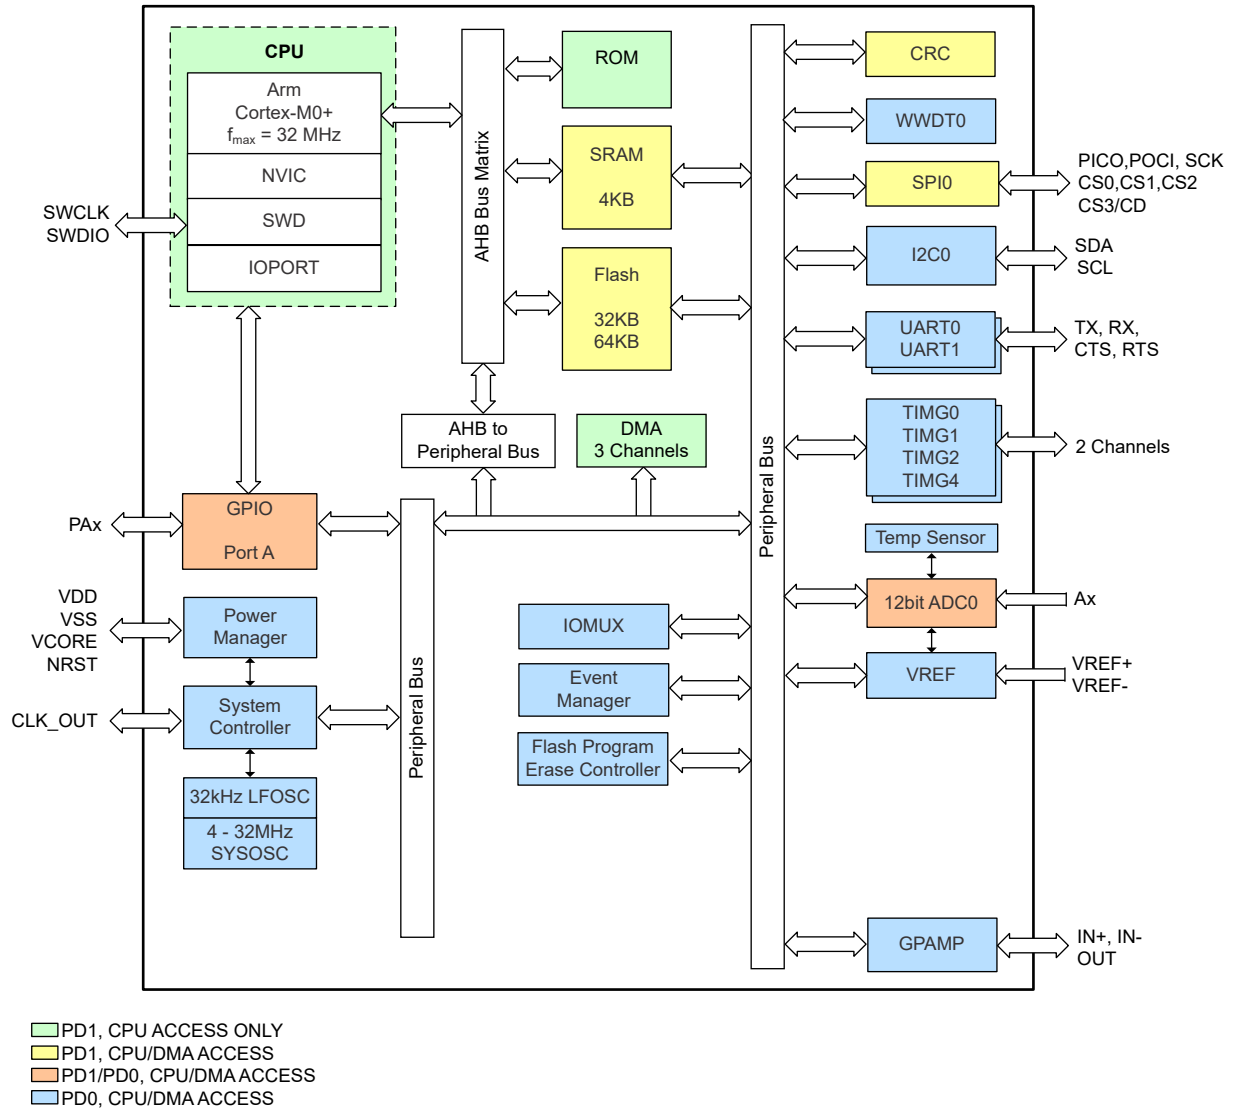 CPU
Arm
Cortex-M0+
fmax = 32 MHz
NVIC
SWD
IOPORT
SWCLK
SWDIO
AHB Bus Matrix
ROM
SRAM
4KB
Flash
32KB
64KB
AHB to
Peripheral Bus
DMA
3 Channels
PAx
GPIO
Port A
VDD
VSS
VCORE
NRST
Power
Manager
CLK_OUT
System
Controller
32kHz LFOSC
4 - 32MHz
SYSOSC
Peripheral Bus
IOMUX
Event
Manager
Flash Program
Erase Controller
Peripheral Bus
CRC
WWDT0
SPI0
PICO,POCI, SCK
CS0,CS1,CS2
CS3/CD
I2C0
SDA
SCL
UART0
UART1
TX, RX,
CTS, RTS
TIMG0
TIMG1
TIMG2
TIMG4
2 Channels
Temp Sensor
12bit ADC0
Ax
VREF
VREF+
VREF-
GPAMP
IN+, IN-
OUT
PD1, CPU ACCESS ONLY
PD1, CPU/DMA ACCESS
PD1/PD0, CPU/DMA ACCESS
PD0, CPU/DMA ACCESS